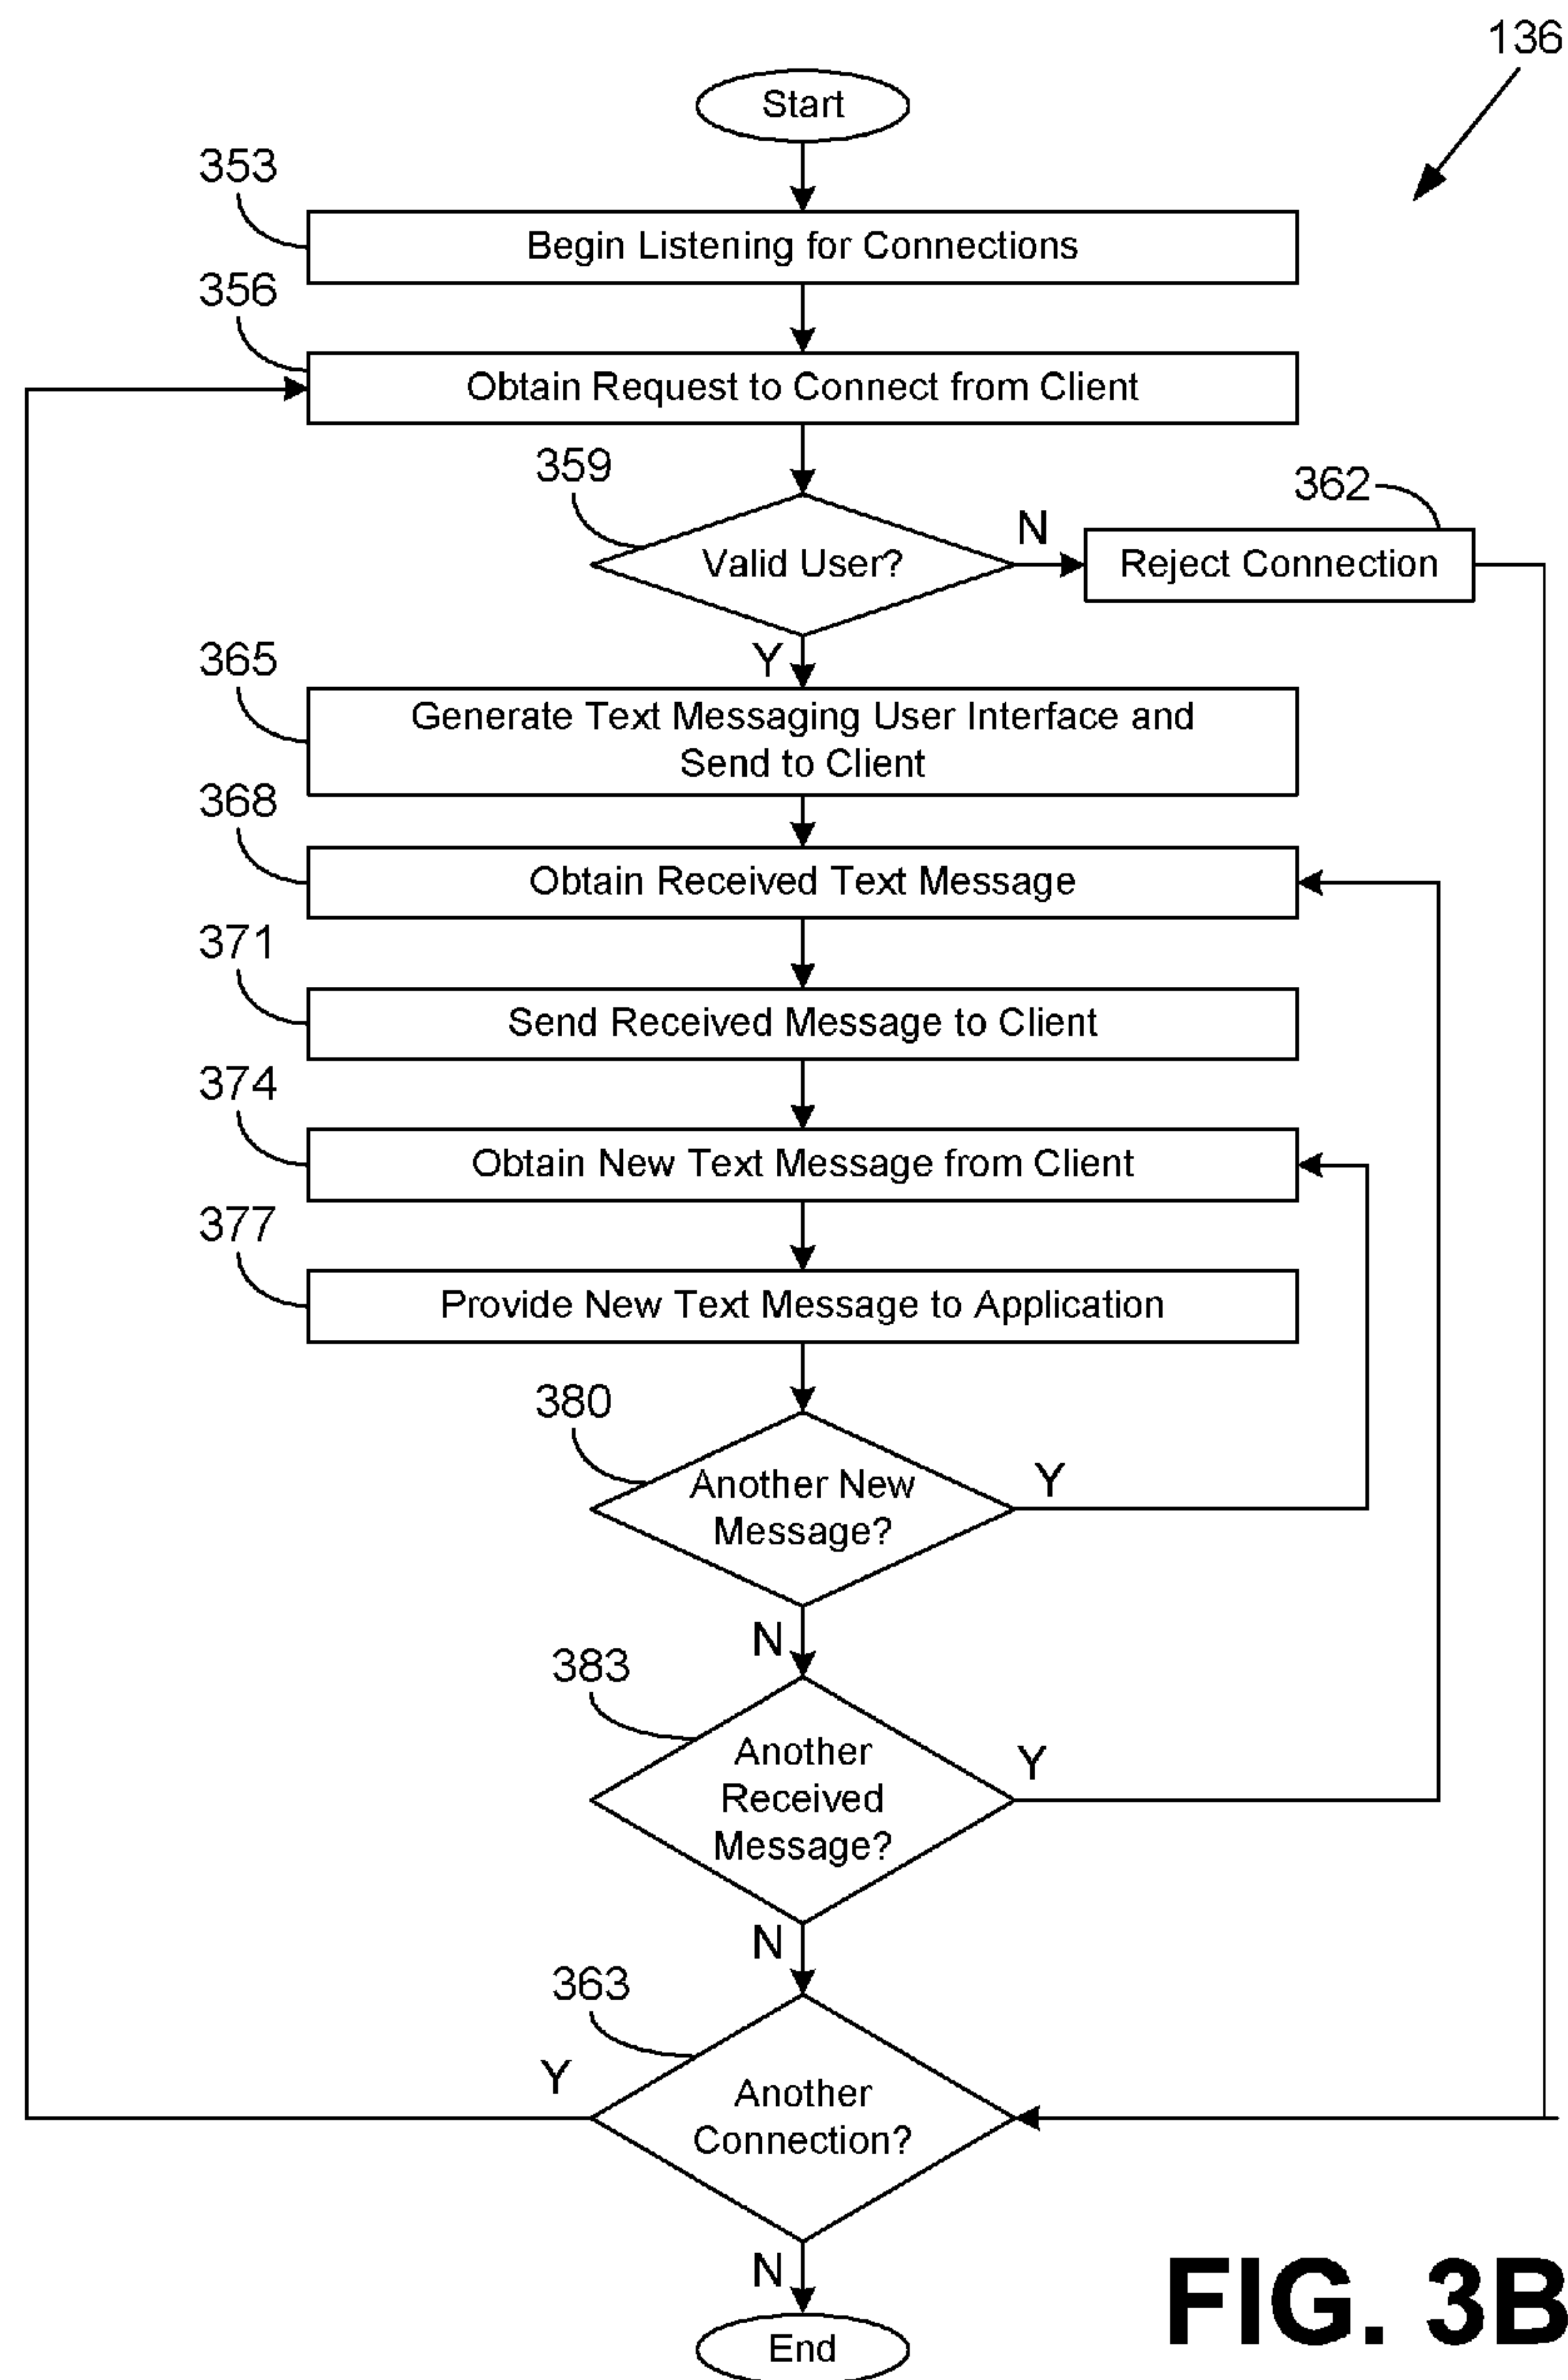 136
Start
353
Begin Listening for Connections
356
Obtain Request to Connect from Client
359
362
Valid User?
N
Reject Connection
Y
365
Generate Text Messaging User Interface and
Send to Client
368
Obtain Received Text Message
371
Send Received Message to Client
374
Obtain New Text Message from Client
377
Provide New Text Message to Application
380
Another New
Message?
Y
N
383
Another
Received
Message?
Y
N
363
Y
Another
Connection?
N
End
FIG. 3B